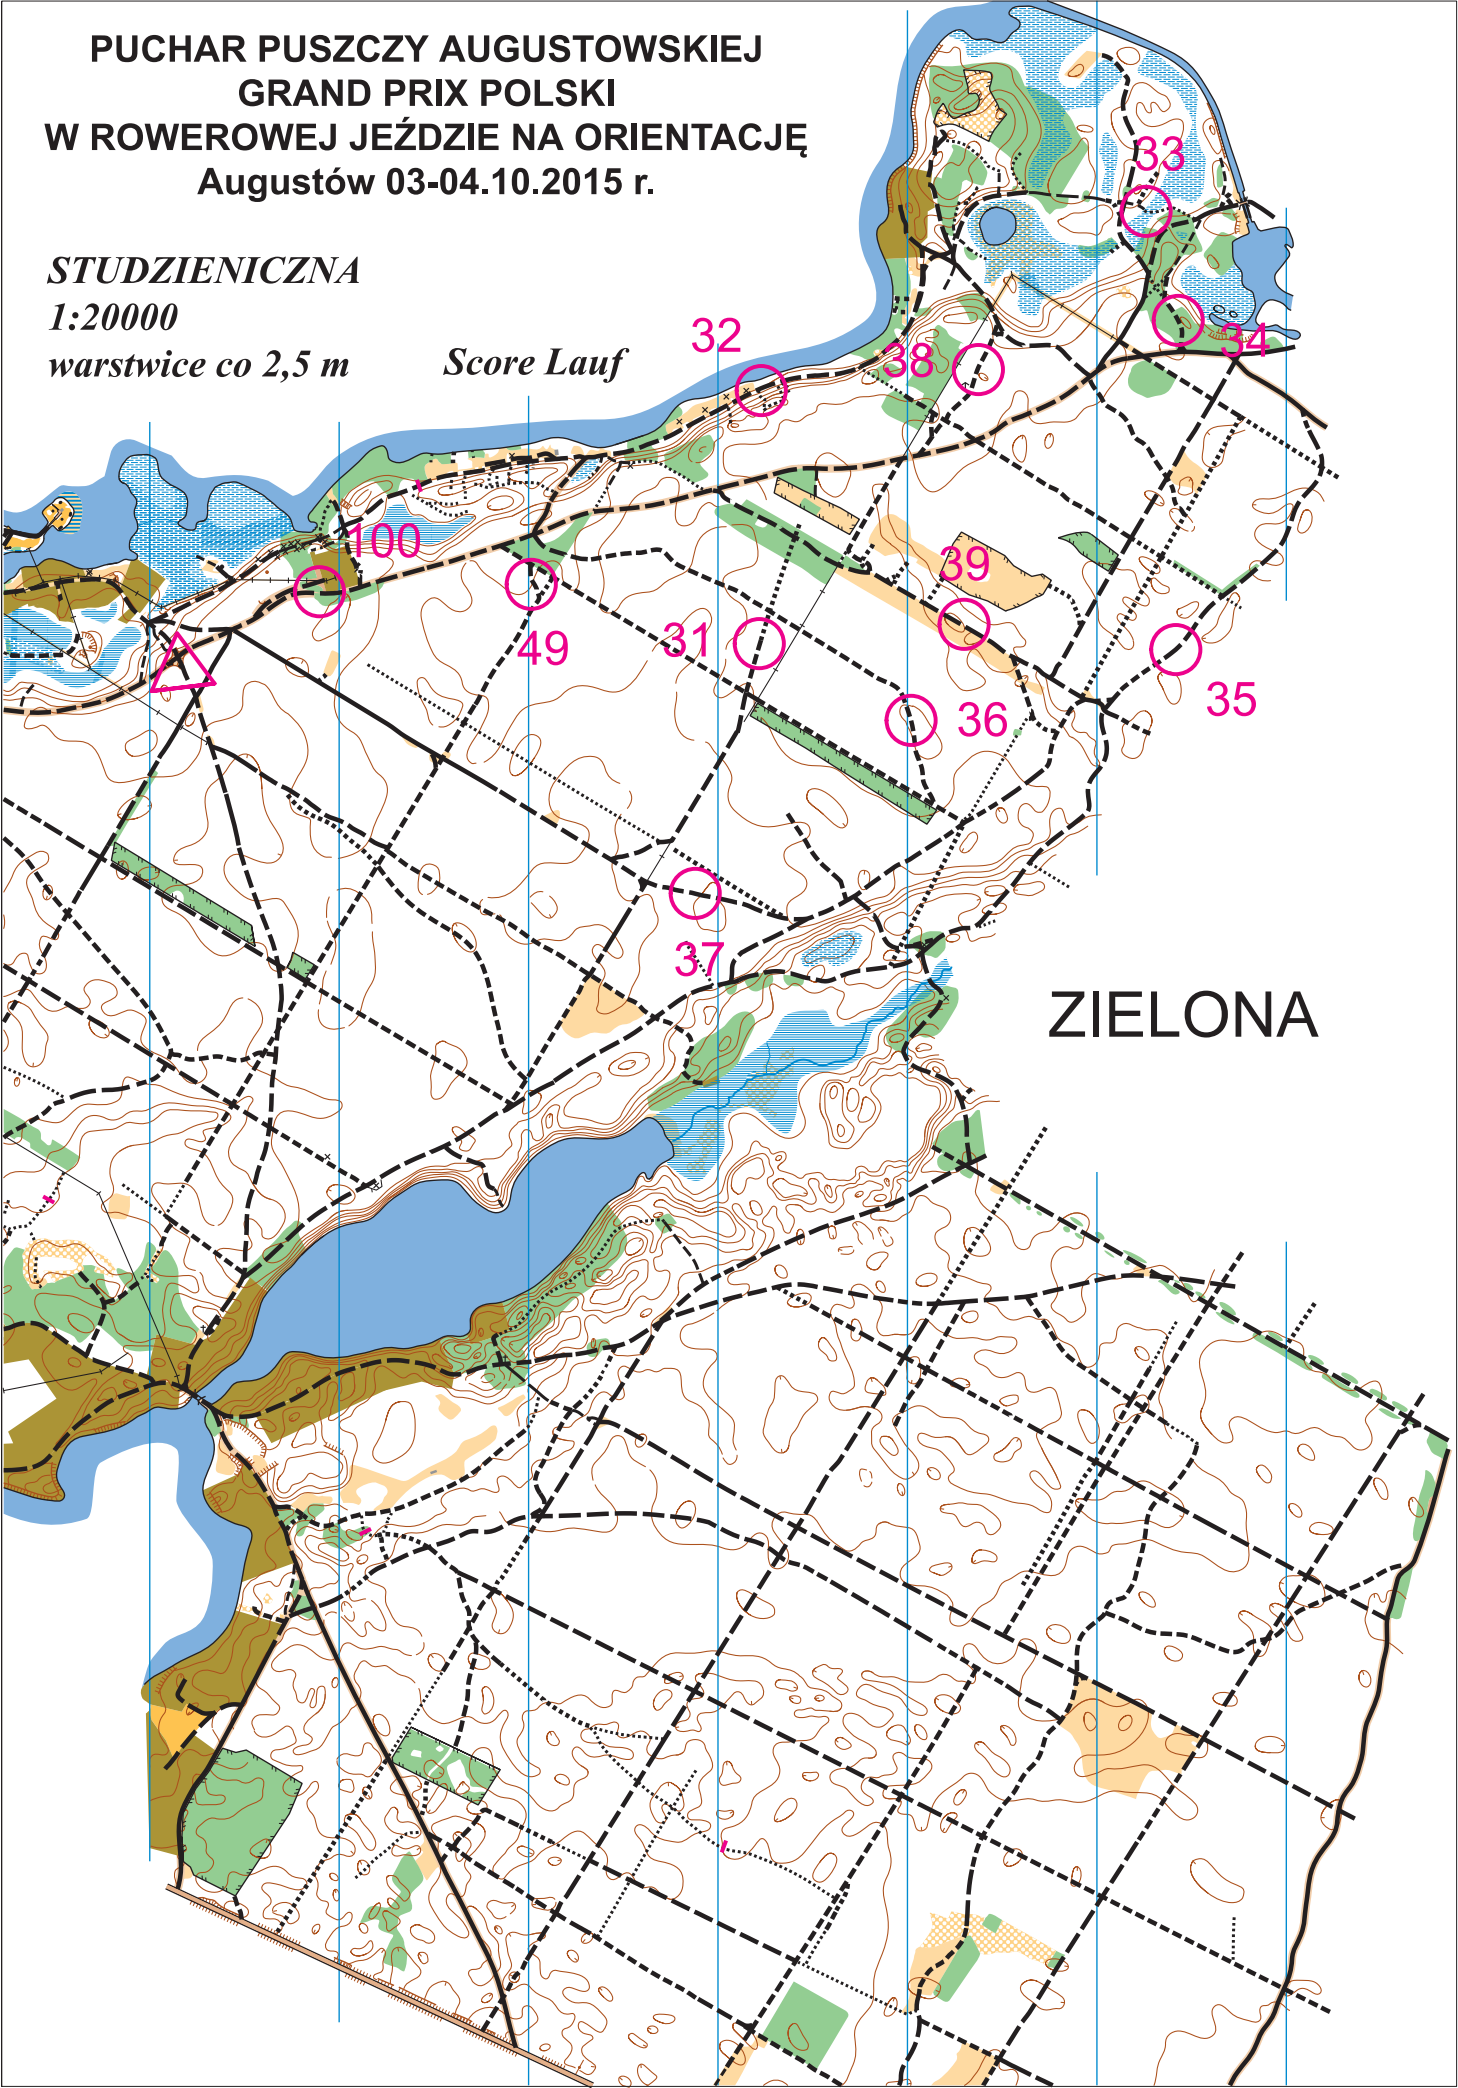 PUCHAR PUSZCZY AUGUSTOWSKIEJ
GRAND PRIX POLSKI
W ROWEROWEJ JEŹDZIE NA ORIENTACJĘ
Augustów 03-04.10.2015 r.
STUDZIENICZNA
1:20000
warstwice co 2,5 m
Score Lauf
33
32
34
38
100
39
49
31
35
36
37
ZIELONA